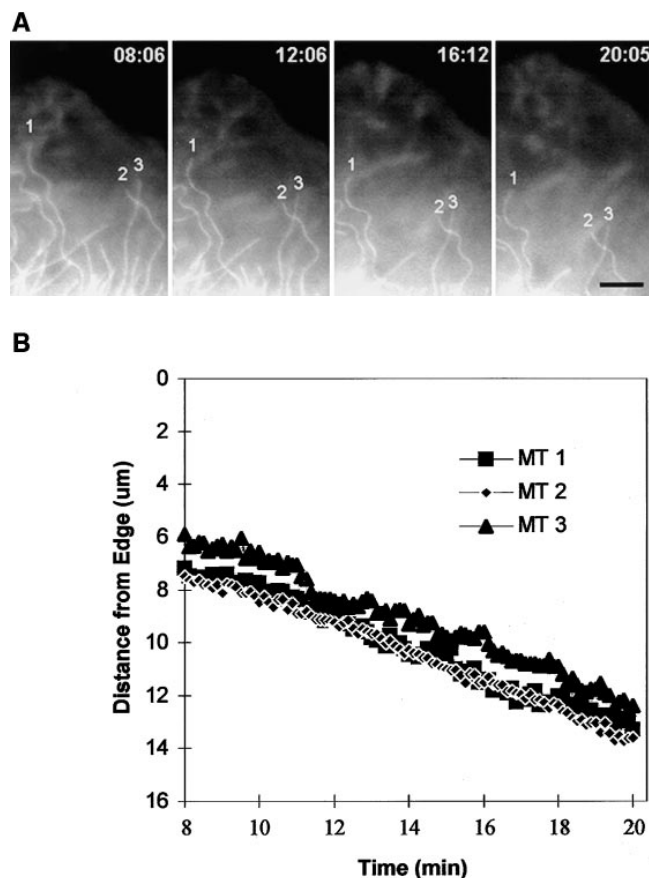 A
08:06 12:06 16:12 20:05
1 1 1 1
2 3 2 3 2 3 2 3
B
0
2
4
6
8
10
12
14
16
Distance from Edge (um)
MT 1
MT 2
MT 3
8 10 12 14 16 18 20
Time (min)